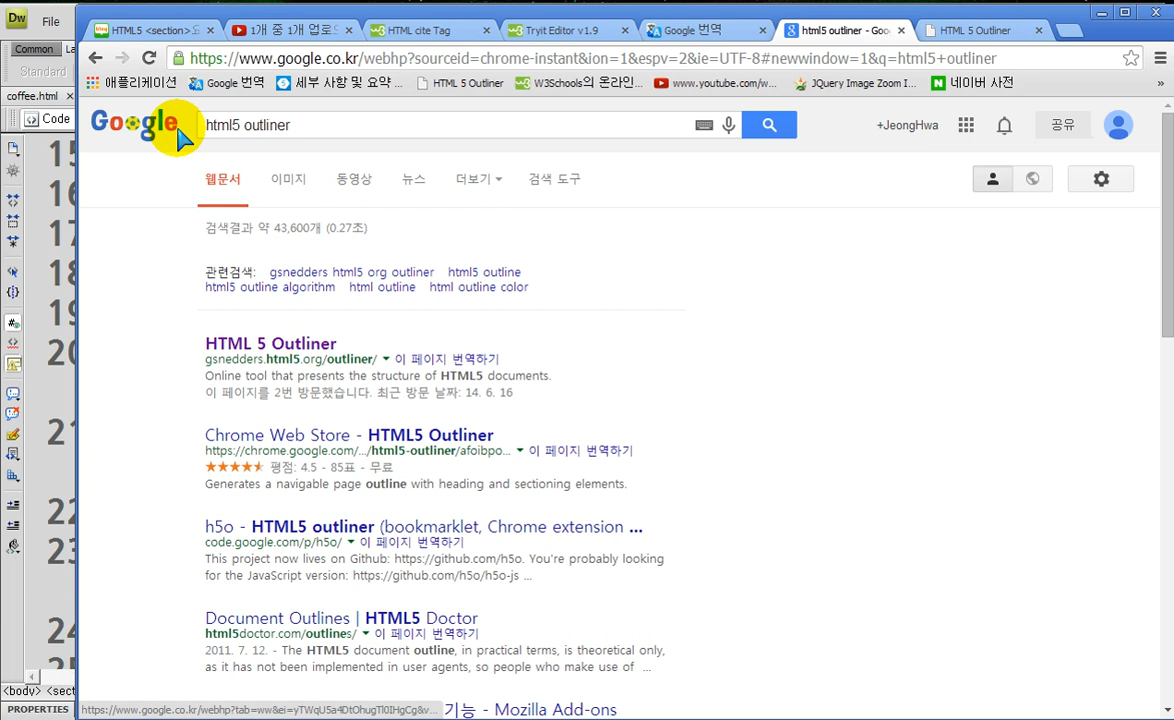 Dw File
HTML5 <section>도 1개 중 1개 업로드 HTML cite Tag Tryit Editor v1.9 Google 번역 html5 outliner - Goo HTML 5 Outliner
Common
Standard
https://www.google.co.kr/webhp?sourceid=chrome-instant&ion=1&espv=2&ie=UTF-8#newwindow=1&q=html5+outliner
애플리케이션 Google 번역 세부 사항 및 요약 ... HTML 5 Outliner W3Schools의 온라인... www.youtube.com/w... JQuery Image Zoom I... 네이버 사전 »
coffee.html
Code
Google html5 outliner +JeongHwa 공유
웹문서 이미지 동영상 뉴스 더보기 검색 도구
검색결과 약 43,600개 (0.27초)
관련검색: gsnedders html5 org outliner html5 outline
html5 outline algorithm html outline html outline color
HTML 5 Outliner
gsnedders.html5.org/outliner/ 이 페이지 번역하기
Online tool that presents the structure of HTML5 documents.
이 페이지를 2번 방문했습니다. 최근 방문 날짜: 14. 6. 16
Chrome Web Store - HTML5 Outliner
https://chrome.google.com/.../html5-outliner/afoibpo... 이 페이지 번역하기
평점: 4.5 - 85표 - 무료
Generates a navigable page outline with heading and sectioning elements.
h5o - HTML5 outliner (bookmarklet, Chrome extension ...
code.google.com/p/h5o/ 이 페이지 번역하기
This project now lives on Github: https://github.com/h5o. You're probably looking
for the JavaScript version: https://github.com/h5o/h5o-js ...
Document Outlines | HTML5 Doctor
html5doctor.com/outlines/ 이 페이지 번역하기
2011. 7. 12. - The HTML5 document outline, in practical terms, is theoretical only,
as it has not been implemented in user agents, so people who make use of ...
기능 - Mozilla Add-ons
https://www.google.co.kr/webhp?tab=ww&ei=yTWqU5a4DtOhugTl0IHgCg&v...
15
16
17
18
19
20
21
22
23
24
25
<body> <sect
PROPERTIES